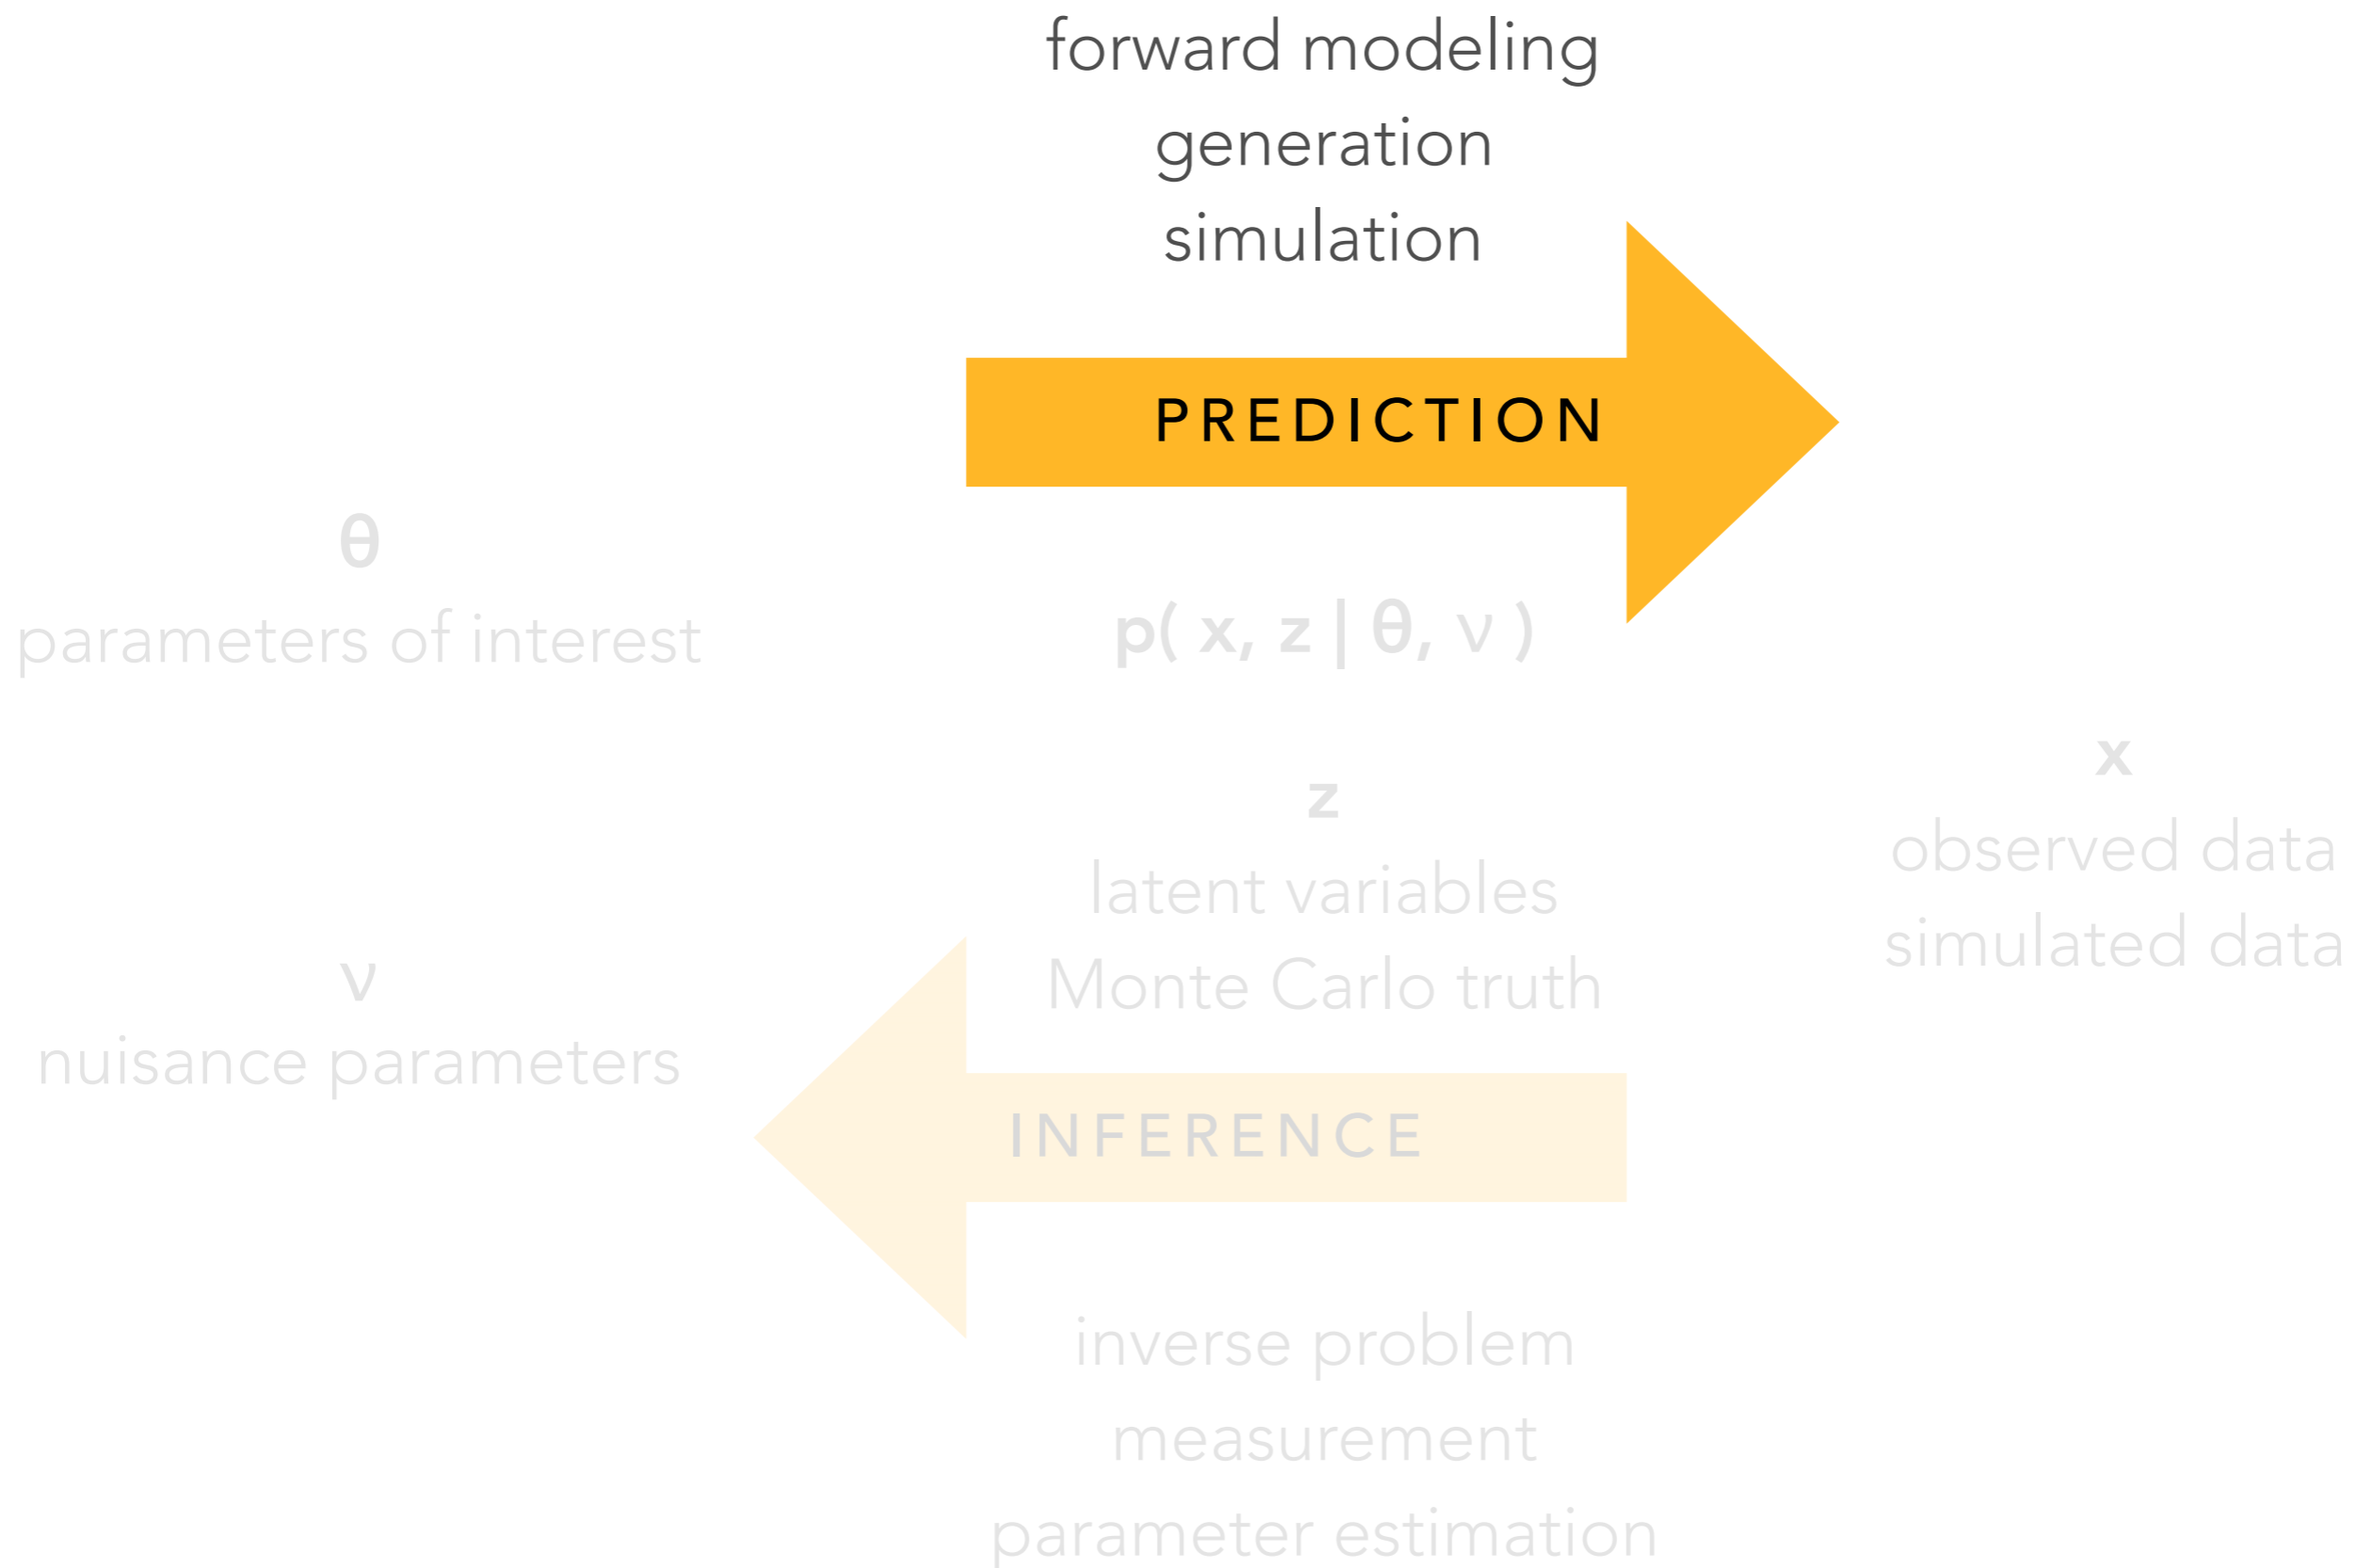 forward modeling
generation
simulation
PREDICTION
θ
parameters of interest
p( x, z | θ, ν )
x
observed data
simulated data
z
latent variables
Monte Carlo truth
ν
nuisance parameters
INFERENCE
inverse problem
measurement
parameter estimation